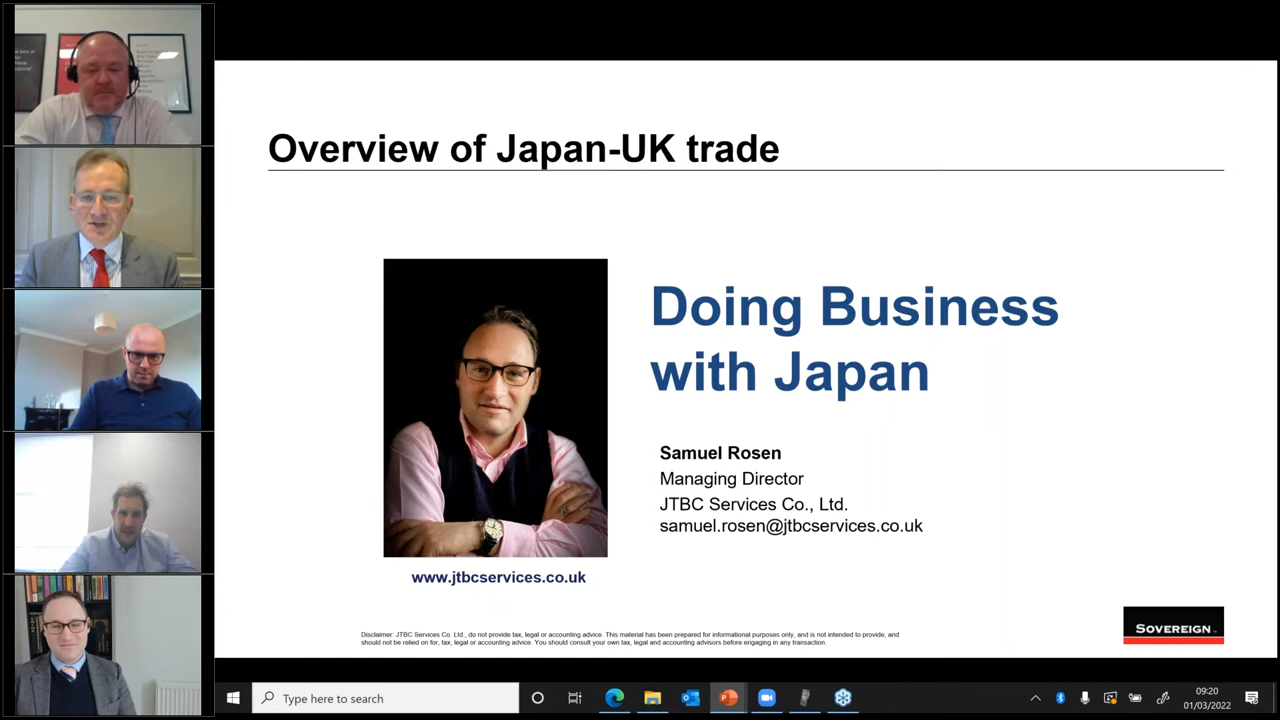 Overview of Japan-UK trade
Doing Business
with Japan
Samuel Rosen
Managing Director
JTBC Services Co., Ltd.
samuel.rosen@jtbcservices.co.uk
www.jtbcservices.co.uk
Disclaimer: JTBC Services Co. Ltd., do not provide tax, legal or accounting advice. This material has been prepared for informational purposes only, and is not intended to provide, and
should not be relied on for, tax, legal or accounting advice. You should consult your own tax, legal and accounting advisors before engaging in any transaction.
SOVEREIGN
Type here to search
09:20
01/03/2022